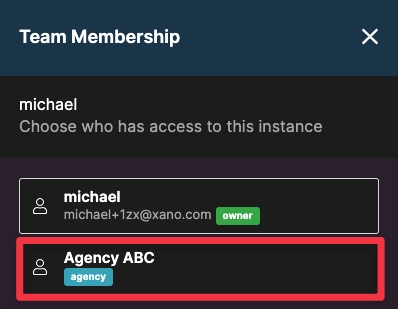 Team Membership
michael
Choose who has access to this instance
michael
michael+1zx@xano.com owner
Agency ABC
agency